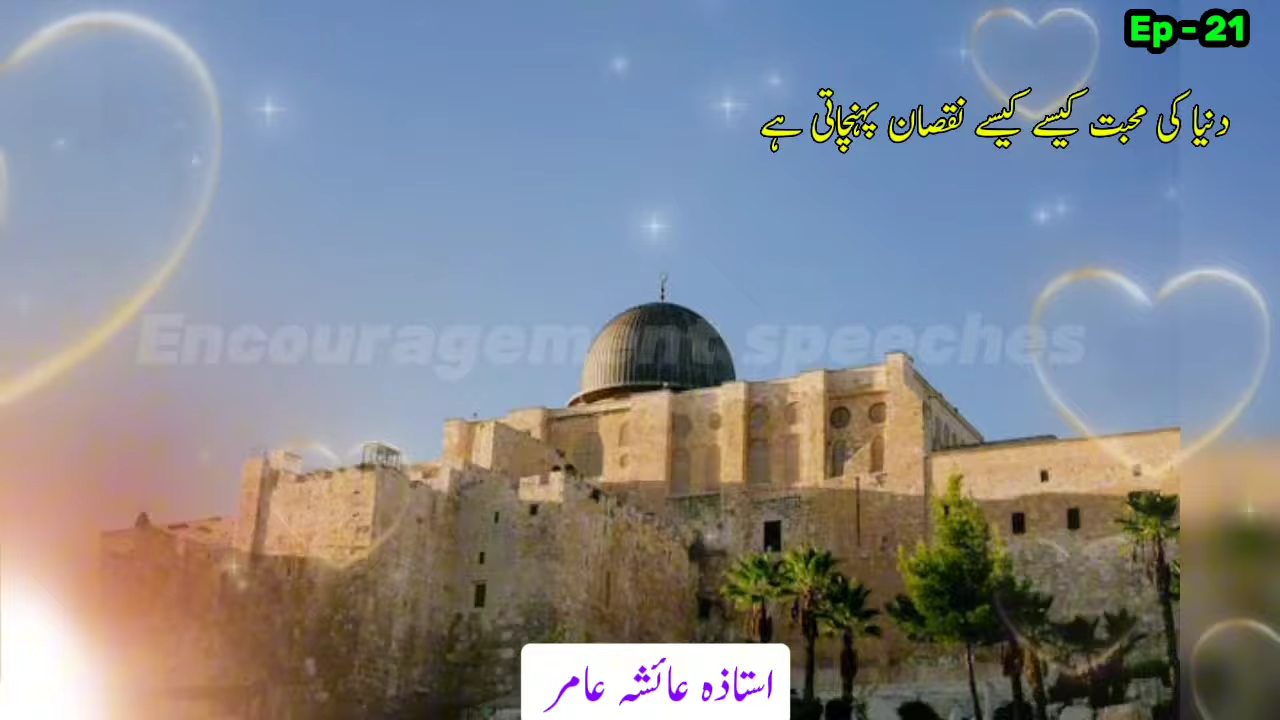 Ep - 21
دنیا کی محبت کیسے کیسے نقصان پہنچاتی ہے
Encouragement speeches
استاذہ عائشہ عامر